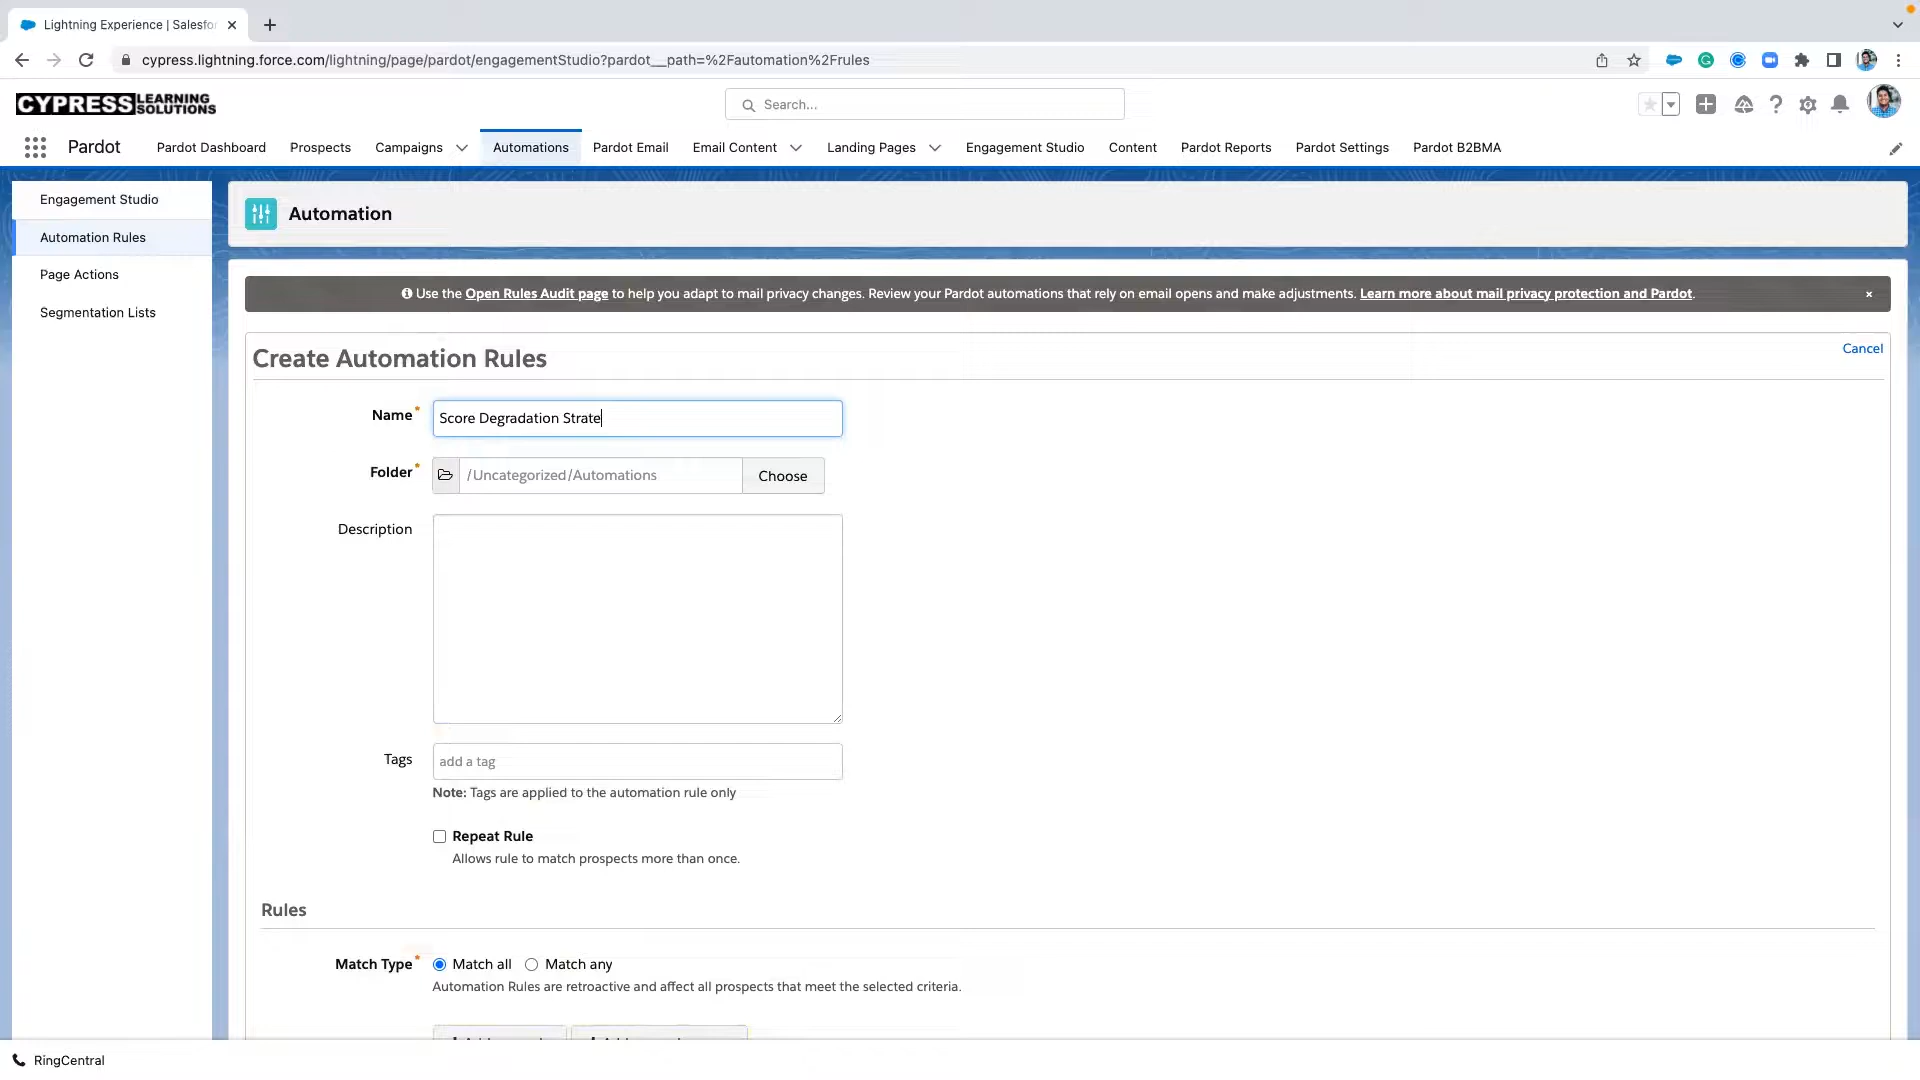 Lightning Experience | Salesfor
cypress.lightning.force.com/lightning/page/pardot/engagementStudio?pardot__path=%2Fautomation%2Frules
CYPRESS LEARNING SOLUTIONS
Search...
Pardot
Pardot Dashboard
Prospects
Campaigns
Automations
Pardot Email
Email Content
Landing Pages
Engagement Studio
Content
Pardot Reports
Pardot Settings
Pardot B2BMA
Engagement Studio
Automation Rules
Page Actions
Segmentation Lists
Automation
Use the Open Rules Audit page to help you adapt to mail privacy changes. Review your Pardot automations that rely on email opens and make adjustments. Learn more about mail privacy protection and Pardot.
Create Automation Rules
Cancel
Name*
Score Degradation Strate
Folder*
/Uncategorized/Automations
Choose
Description
Tags
add a tag
Note: Tags are applied to the automation rule only
Repeat Rule
Allows rule to match prospects more than once.
Rules
Match Type*
Match all
Match any
Automation Rules are retroactive and affect all prospects that meet the selected criteria.
RingCentral